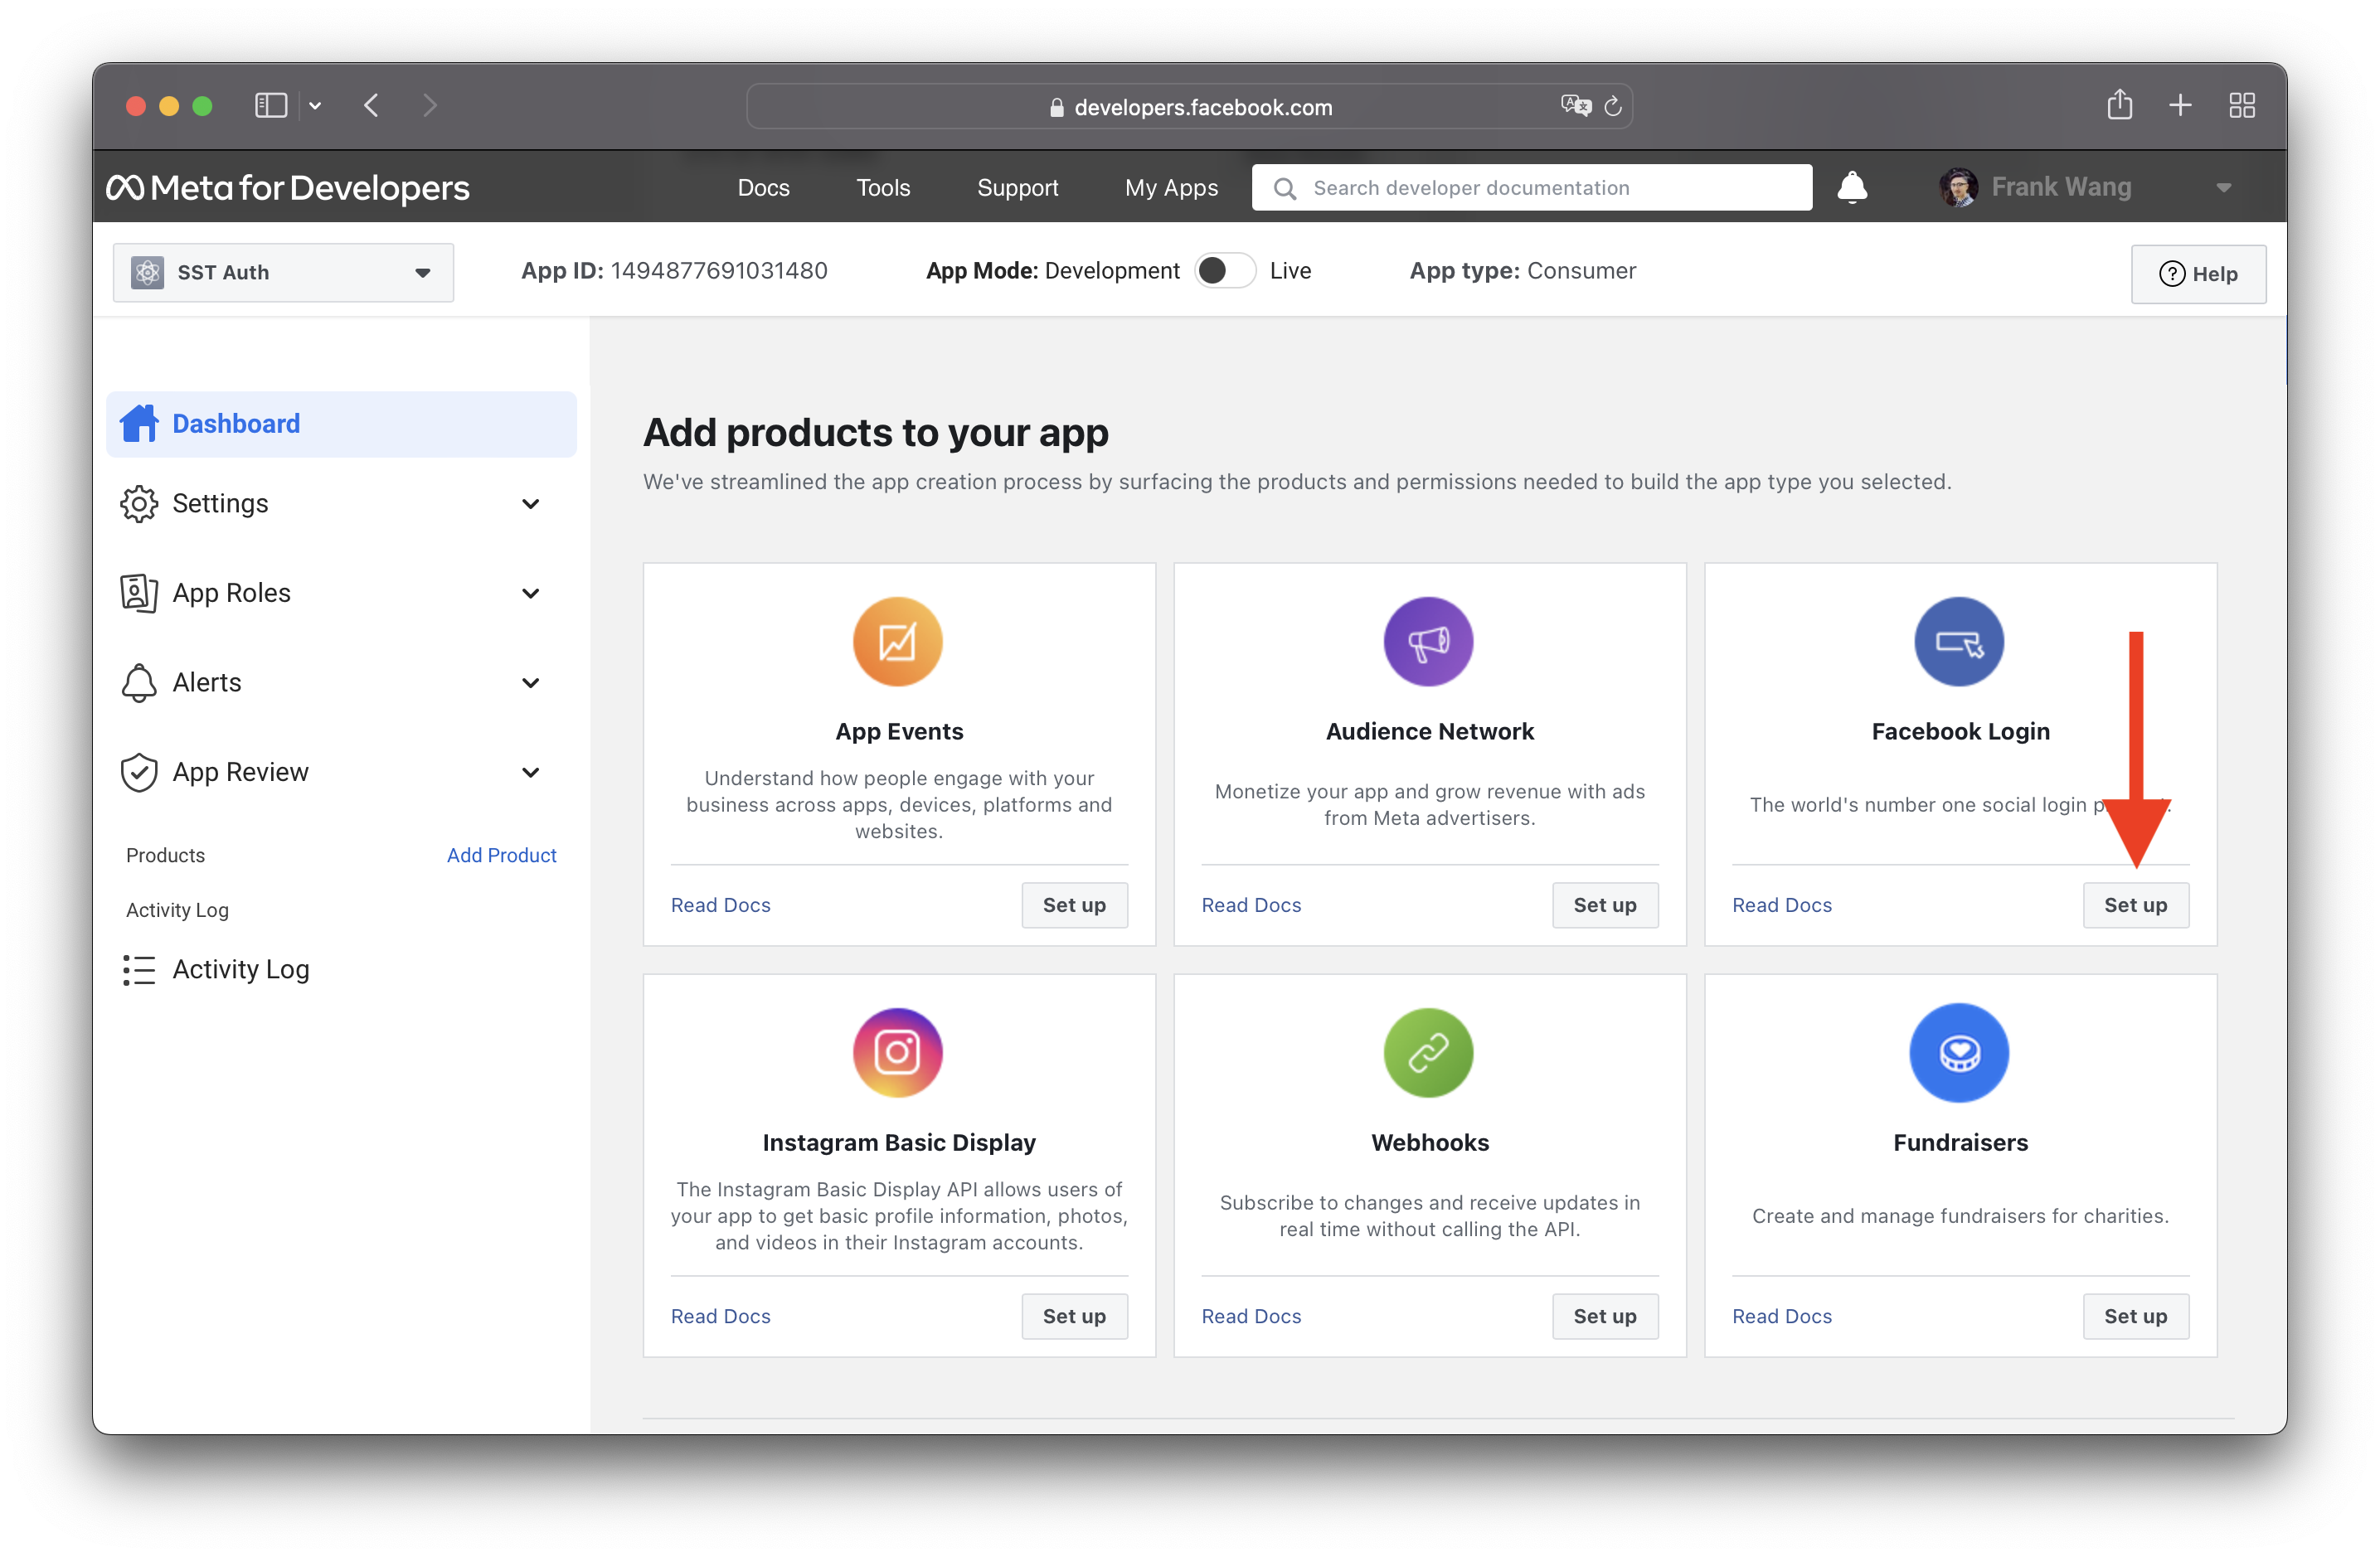 developers.facebook.com
Meta for Developers
Docs
Tools
Support
My Apps
Search developer documentation
Frank Wang
SST Auth
App ID: 1494877691031480
App Mode: Development
Live
App type: Consumer
? Help
Dashboard
Settings
App Roles
Alerts
App Review
Products
Add Product
Activity Log
Activity Log
Add products to your app
We've streamlined the app creation process by surfacing the products and permissions needed to build the app type you selected.
App Events
Understand how people engage with your
business across apps, devices, platforms and
websites.
Read Docs
Set up
Audience Network
Monetize your app and grow revenue with ads
from Meta advertisers.
Read Docs
Set up
Facebook Login
The world's number one social login
Read Docs
Set up
Instagram Basic Display
The Instagram Basic Display API allows users of
your app to get basic profile information, photos,
and videos in their Instagram accounts.
Read Docs
Set up
Webhooks
Subscribe to changes and receive updates in
real time without calling the API.
Read Docs
Set up
Fundraisers
Create and manage fundraisers for charities.
Read Docs
Set up